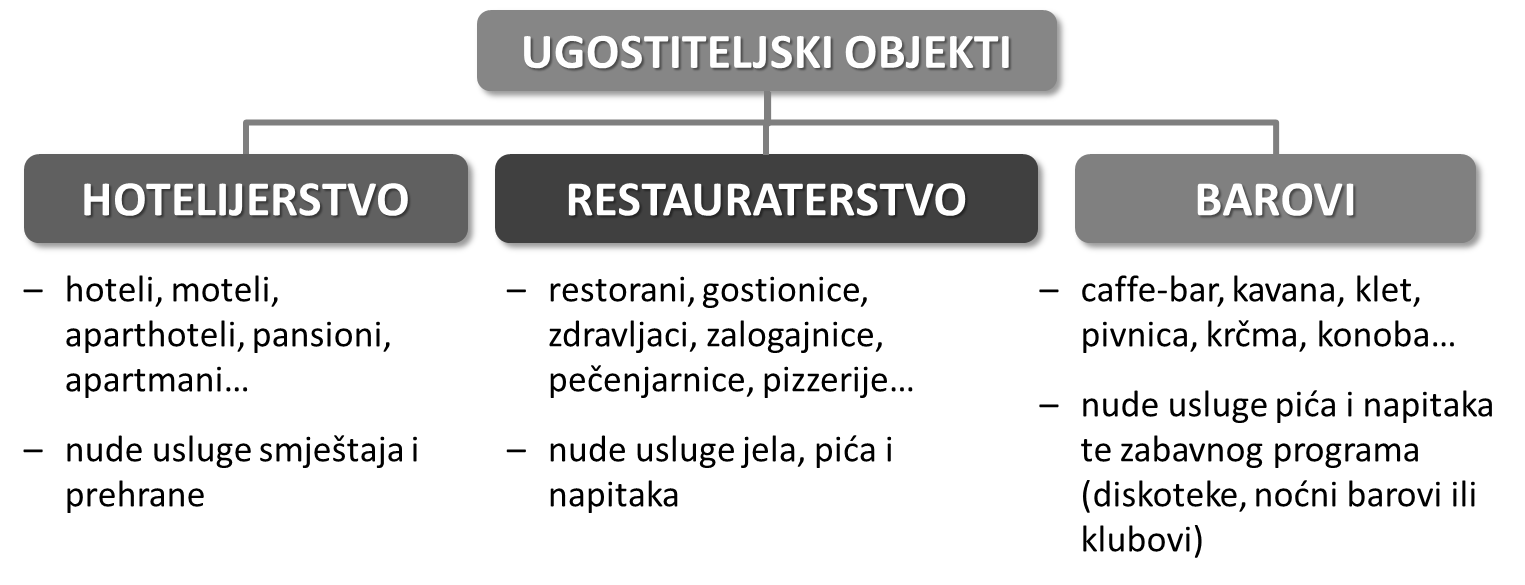 UGOSTITELJSKI OBJEKTI
HOTELIJERSTVO
– hoteli, moteli,
aparthoteli, pansioni,
apartmani…
– nude usluge smještaja i
prehrane
RESTAURATERSTVO
– restorani, gostionice,
zdravljaci, zalogajnice,
pečenjarnice, pizzerije…
– nude usluge jela, pića i
napitaka
BAROVI
– caffe-bar, kavana, klet,
pivnica, krčma, konoba…
– nude usluge pića i napitaka
te zabavnog programa
(diskoteke, noćni barovi ili
klubovi)